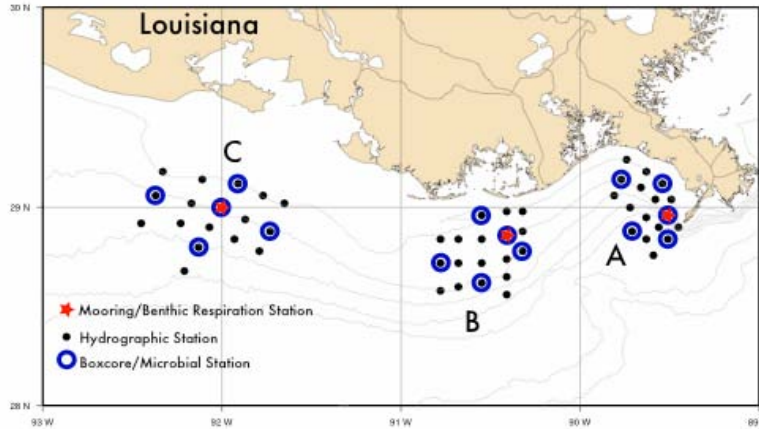 30 N
Louisiana
C
29 N
A
B
Mooring/Benthic Respiration Station
Hydrographic Station
Boxcore/Microbial Station
28 N
93 W
92 W
91 W
90 W
89